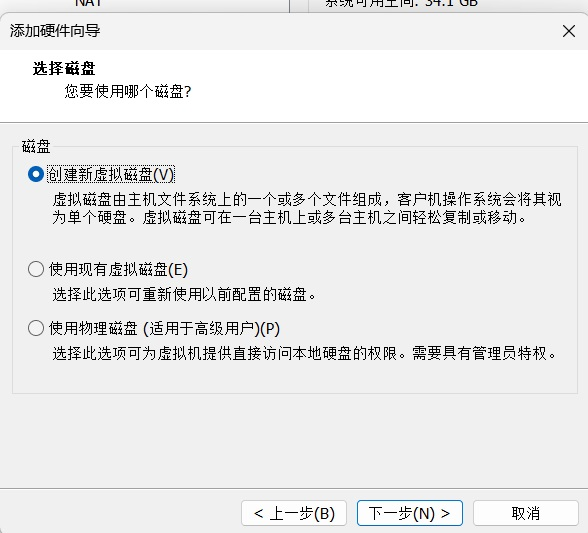 NAT
系统可用空间: 34.1 GB
添加硬件向导
选择磁盘
您要使用哪个磁盘?
磁盘
创建新虚拟磁盘(V)
虚拟磁盘由主机文件系统上的一个或多个文件组成，客户机操作系统会将其视
为单个硬盘。虚拟磁盘可在一台主机上或多台主机之间轻松复制或移动。
使用现有虚拟磁盘(E)
选择此选项可重新使用以前配置的磁盘。
使用物理磁盘 (适用于高级用户)(P)
选择此选项可为虚拟机提供直接访问本地硬盘的权限。需要具有管理员特权。
< 上一步(B)
下一步(N) >
取消